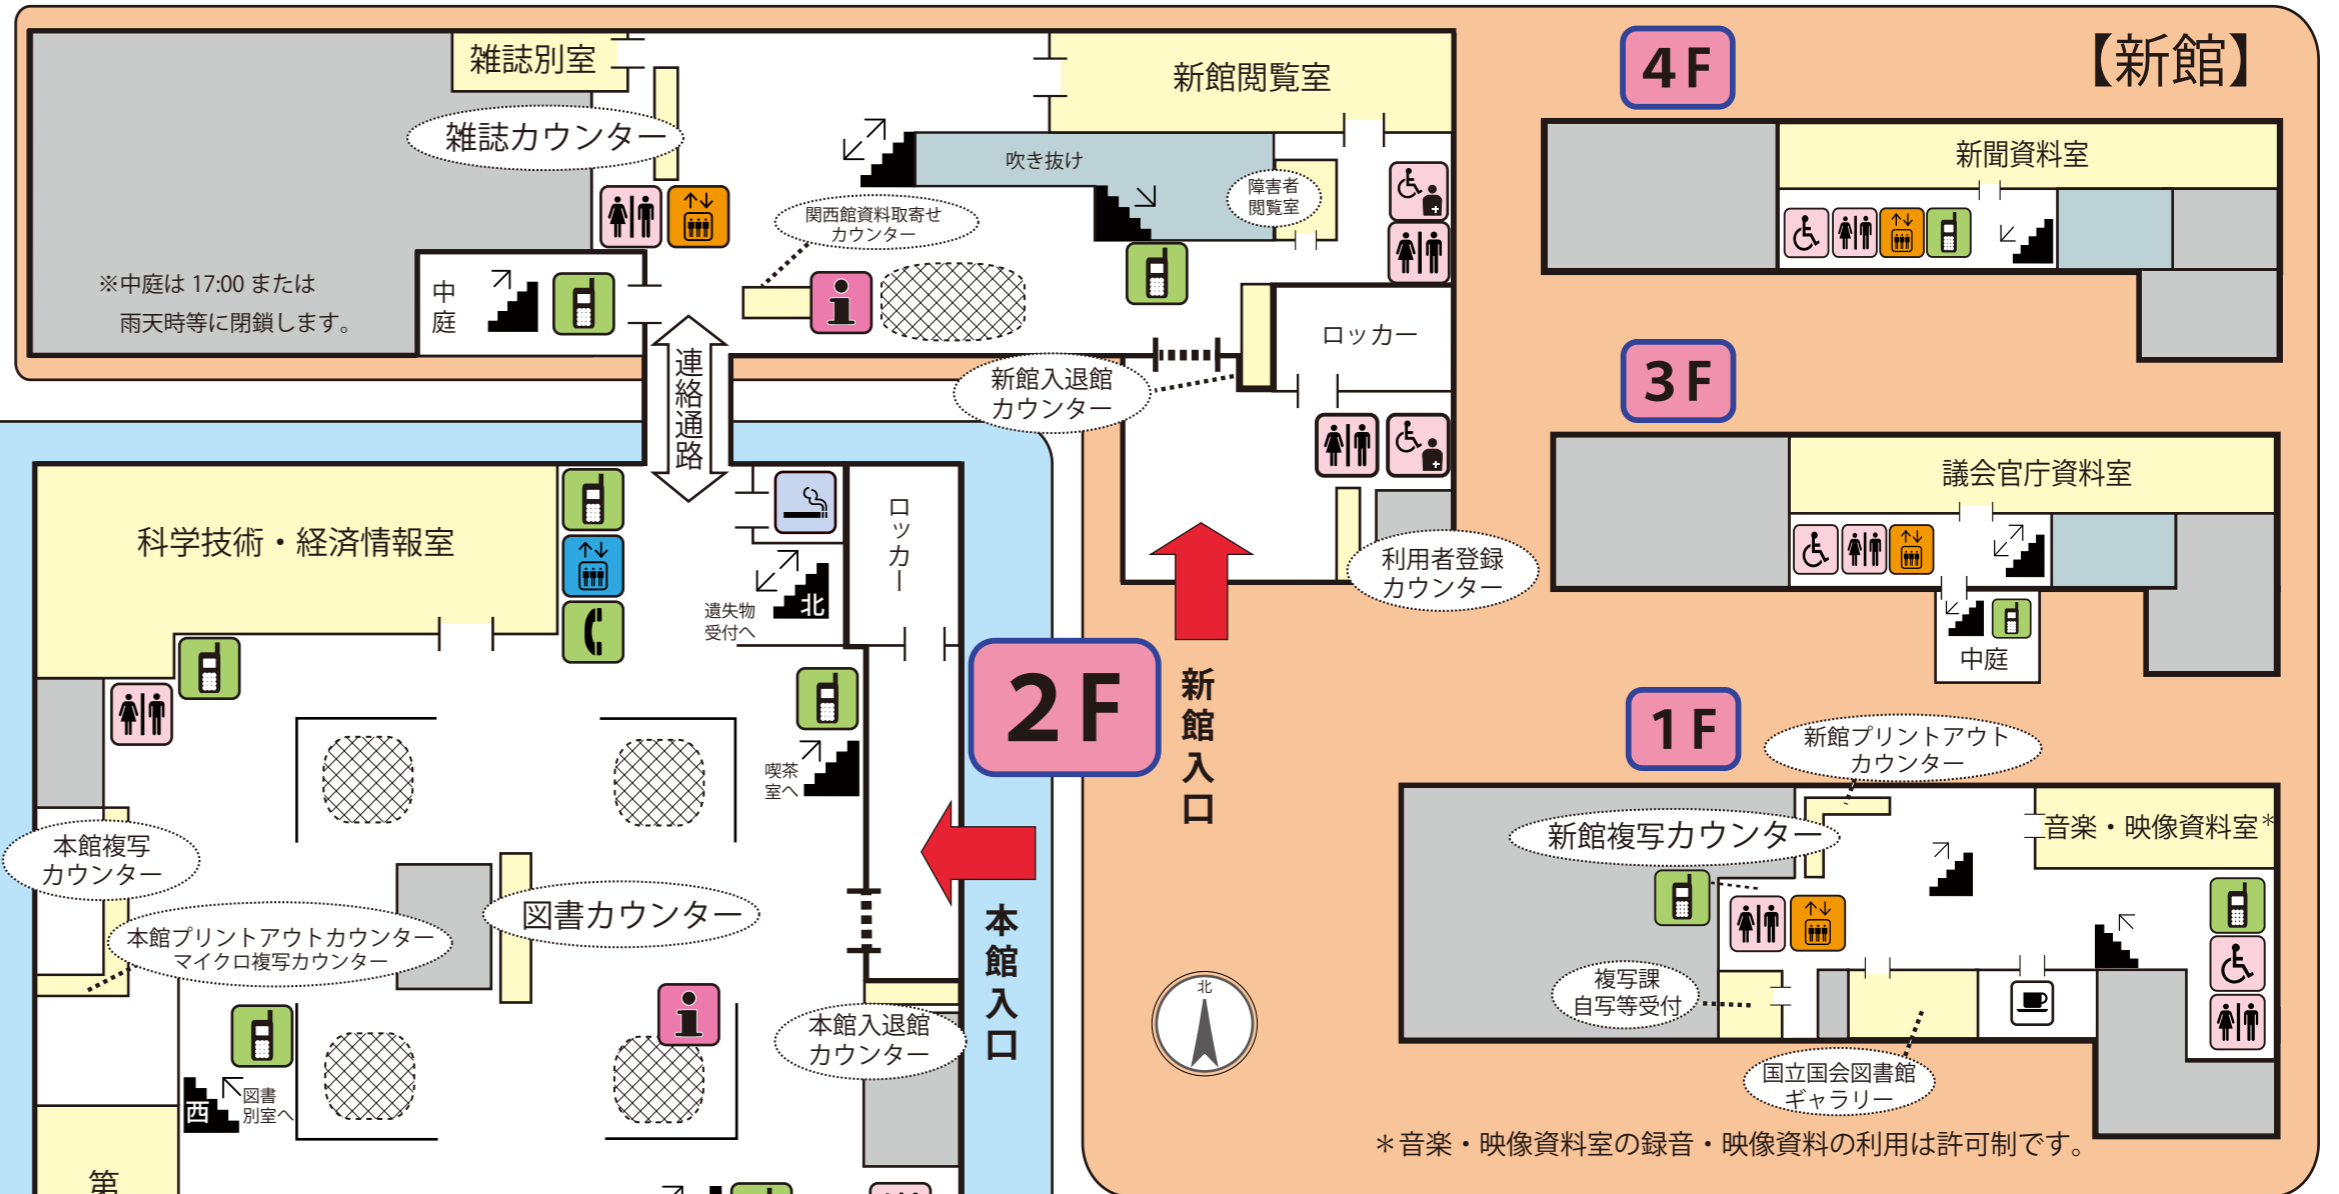 【新館】
雑誌別室
新館閲覧室
雑誌カウンター
吹き抜け
障害者
閲覧室
関西館資料取寄せ
カウンター
※中庭は 17:00 または
雨天時等に閉鎖します。
中庭
連絡通路
ロッカー
新館入退館
カウンター
利用者登録
カウンター
新館入口
4F
新聞資料室
3F
議会官庁資料室
中庭
1F
新館プリントアウト
カウンター
新館複写カウンター
音楽・映像資料室*
複写課
自写等受付
国立国会図書館
ギャラリー
*音楽・映像資料室の録音・映像資料の利用は許可制です。
北
2F
科学技術・経済情報室
ロッカー
北
遺失物
受付へ
喫茶
室へ
本館複写
カウンター
図書カウンター
本館プリントアウトカウンター
マイクロ複写カウンター
本館入口
本館入退館
カウンター
西
図書
別室へ
第